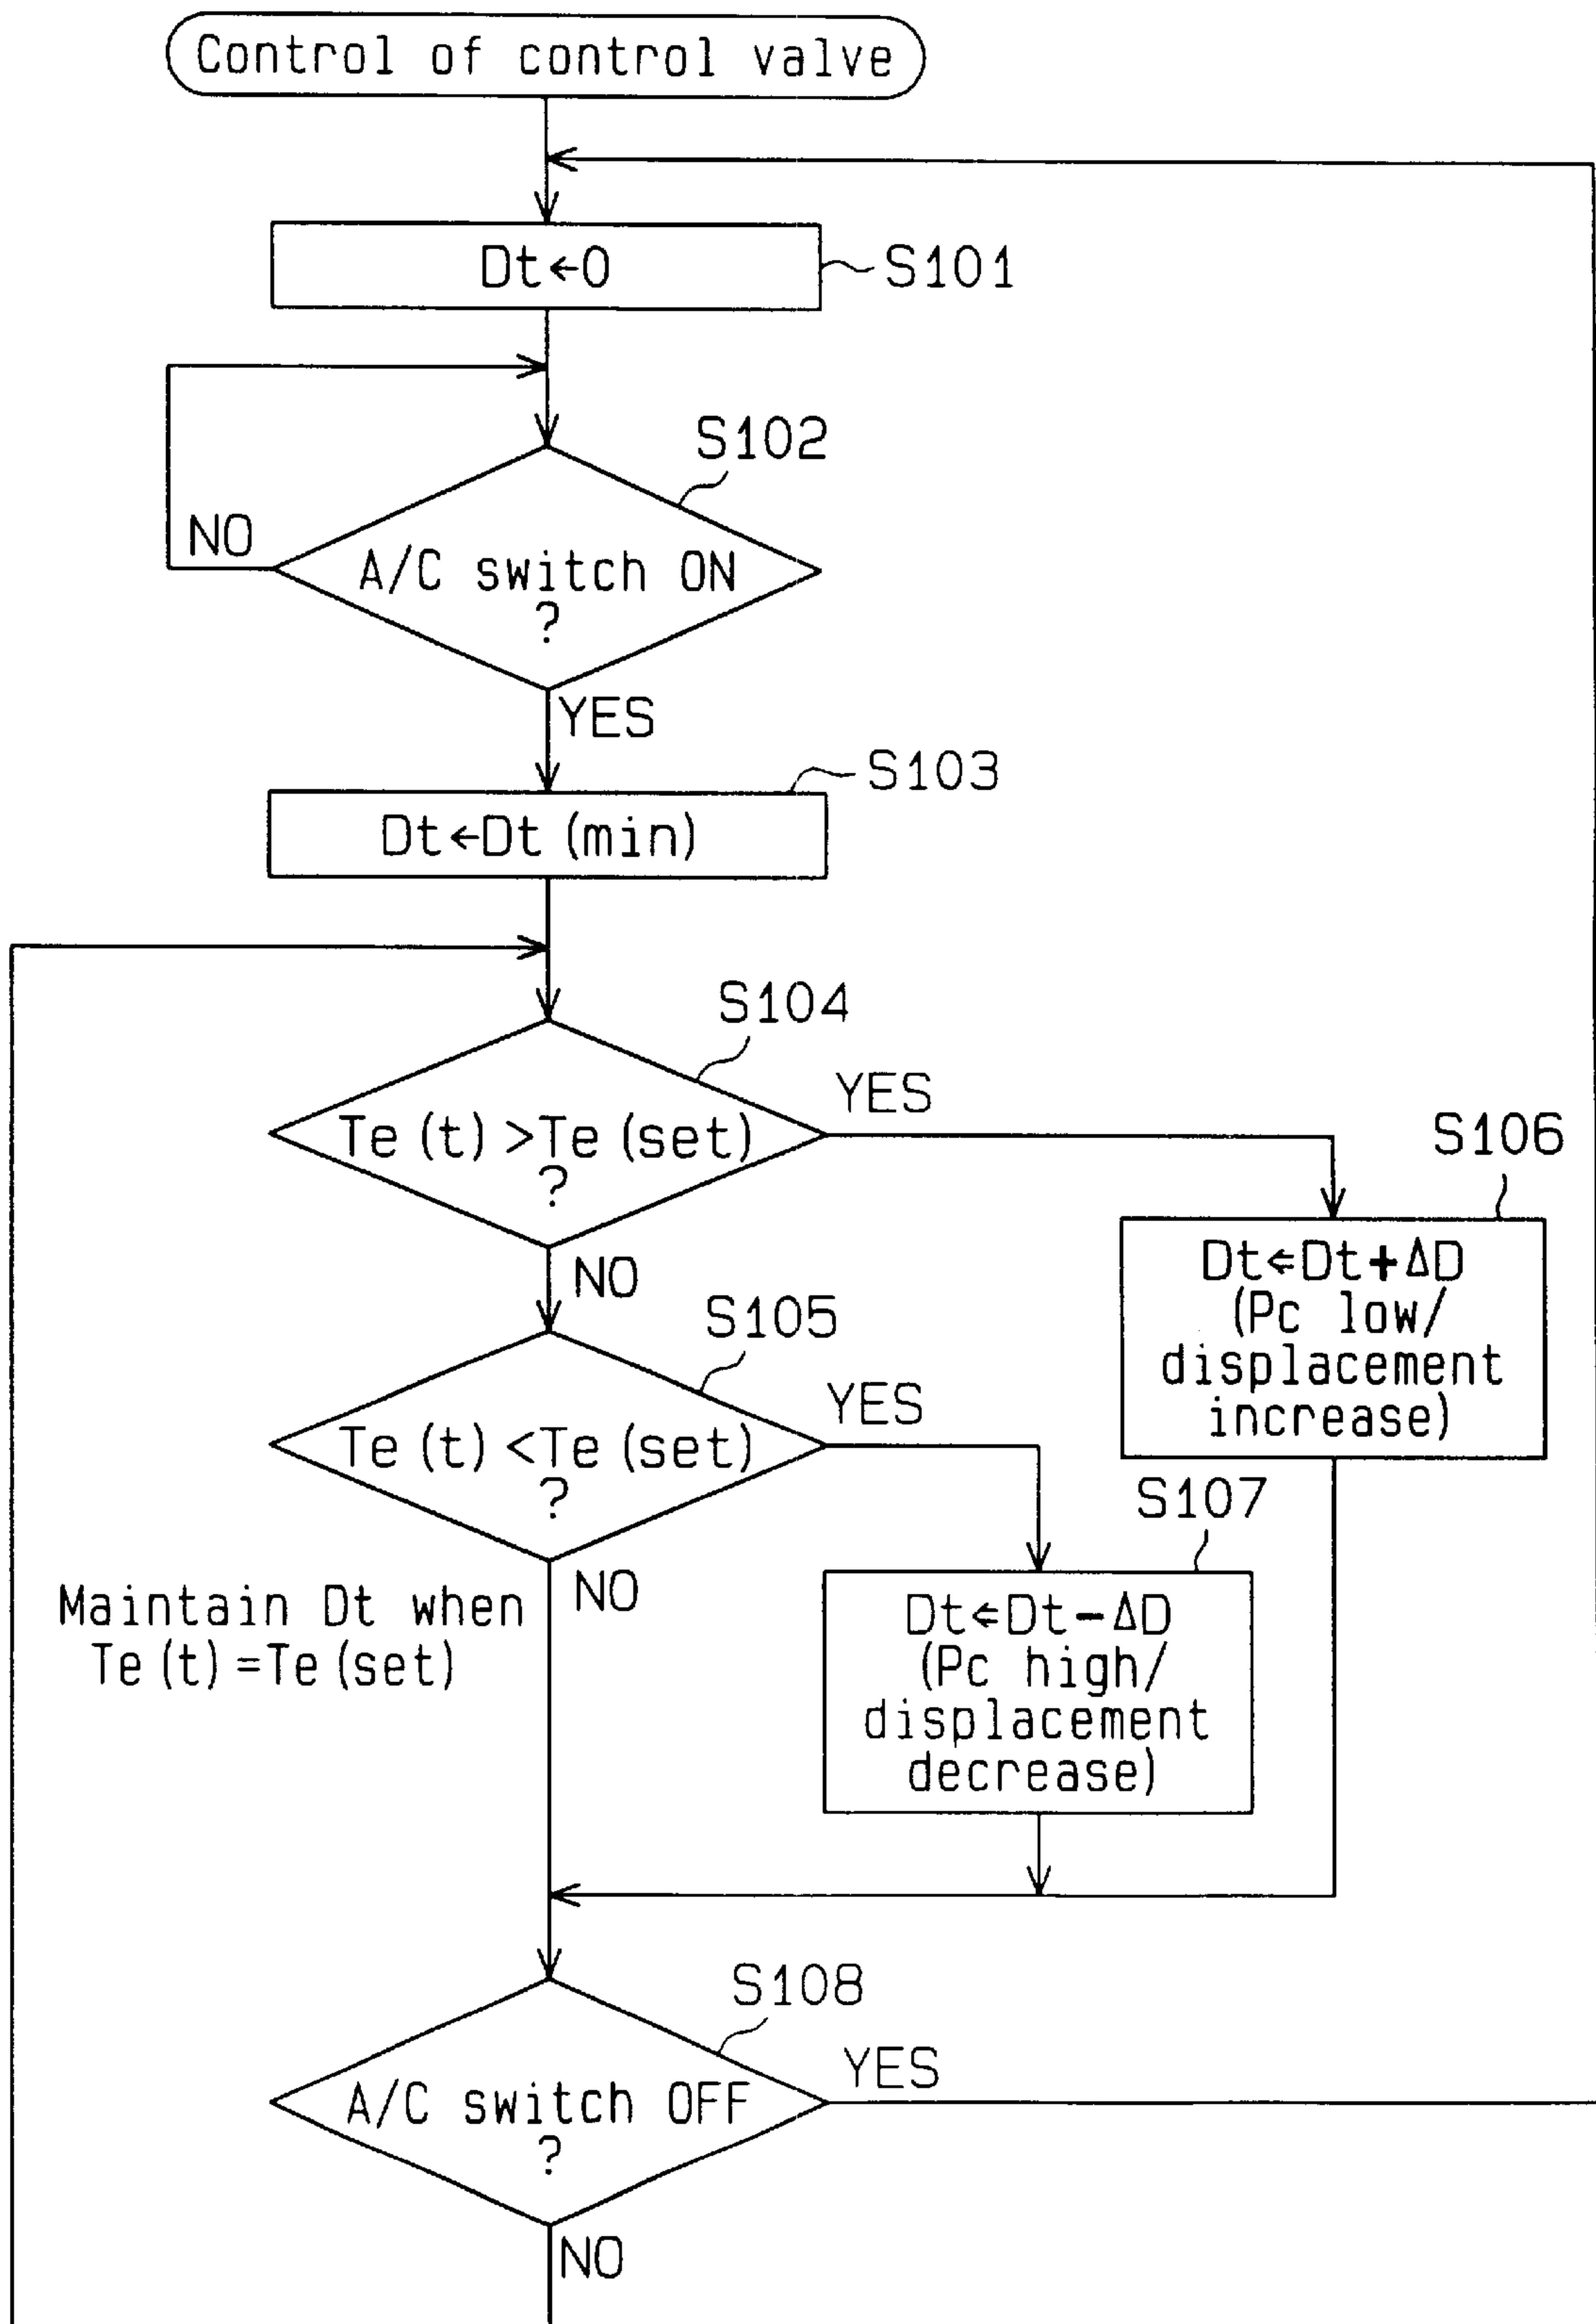 Control of control valve
Dt←0
S101
S102
NO
A/C switch ON
?
YES
S103
Dt←Dt (min)
S104
YES
Te (t) >Te (set)
?
S106
NO
Dt←Dt+ΔD
(Pc low/
displacement
increase)
S105
YES
Te (t) <Te (set)
?
S107
NO
Maintain Dt when
Te (t) =Te (set)
Dt←Dt-ΔD
(Pc high/
displacement
decrease)
S108
YES
A/C switch OFF
?
NO